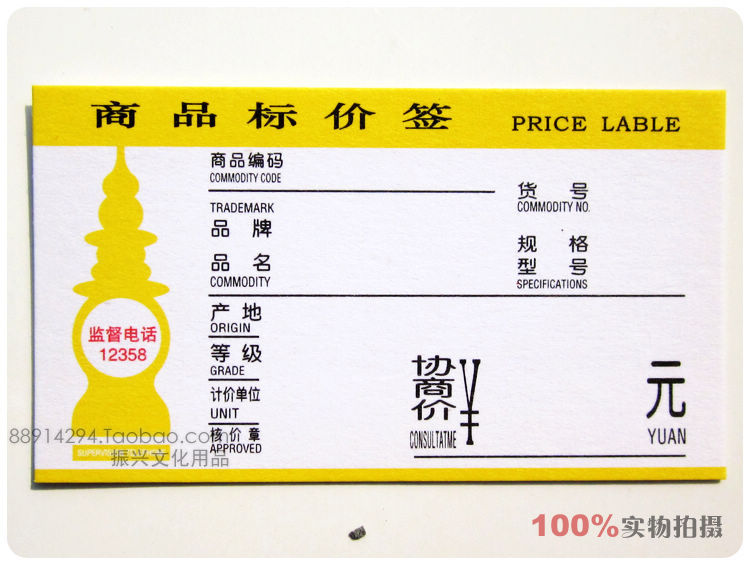 商品标价签 PRICE LABLE
商品编码
COMMODITY CODE
货号
COMMODITY NO.
TRADEMARK
品牌
规格
品名
型号
COMMODITY
SPECIFICATIONS
产地
ORIGIN
监督电话
12358
等级
GRADE
计价单位
UNIT
核价章
APPROVED
协商价
CONSULTATME
¥
元
YUAN
88914294.Taobao.com
振兴文化用品
100%实物拍摄